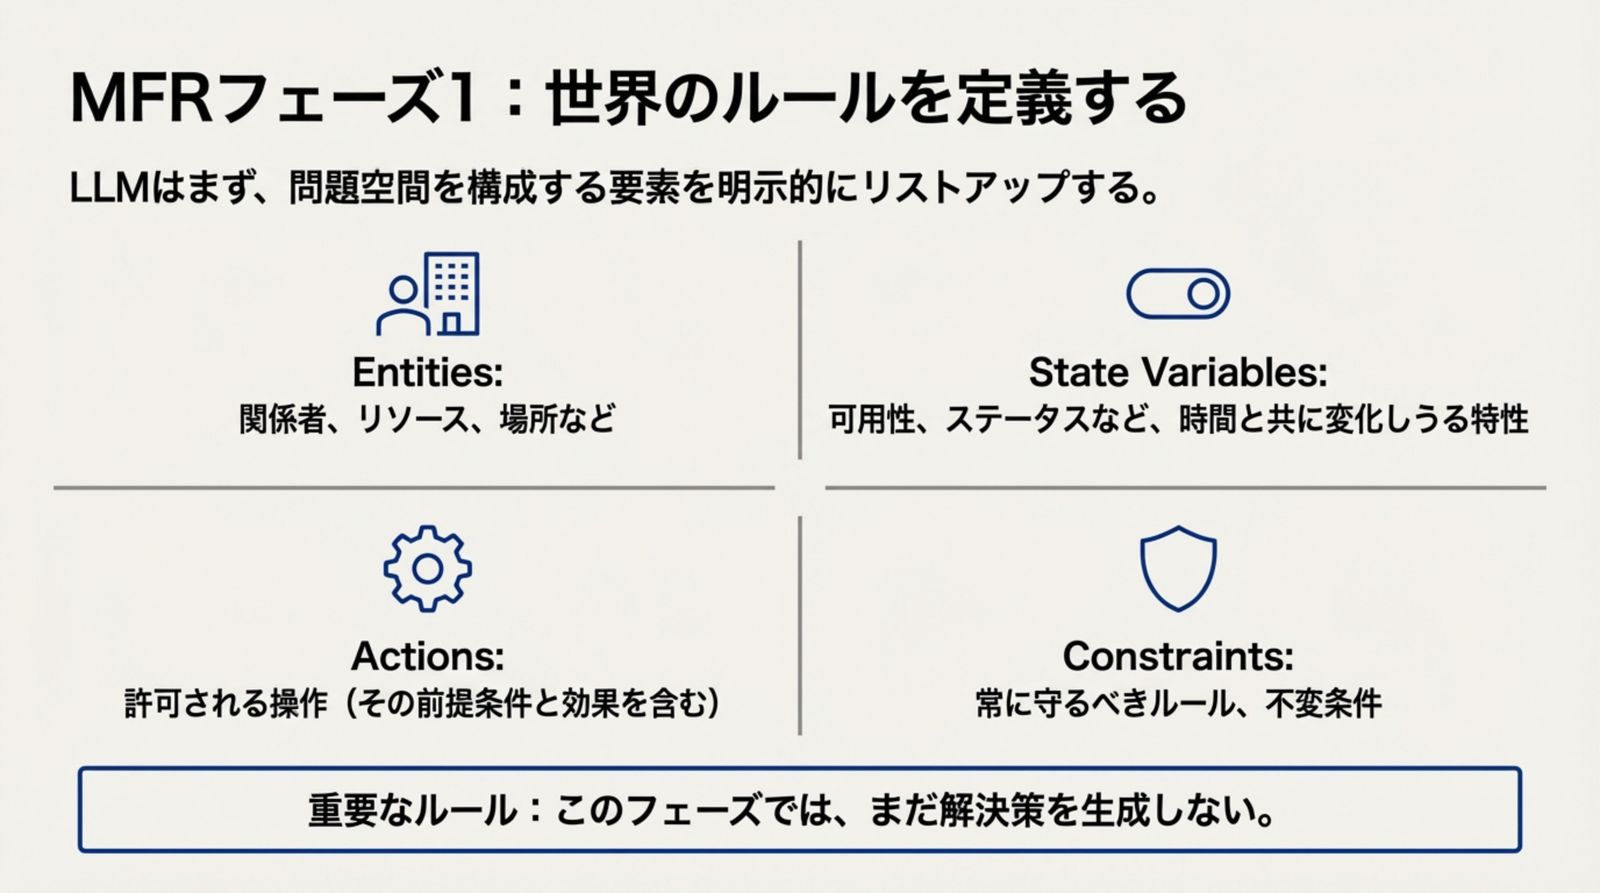 MFRフェーズ1：世界のルールを定義する
LLMはまず、問題空間を構成する要素を明示的にリストアップする。
Entities:
関係者、リソース、場所など
State Variables:
可用性、ステータスなど、時間と共に変化しうる特性
Actions:
許可される操作（その前提条件と効果を含む）
Constraints:
常に守るべきルール、不変条件
重要なルール：このフェーズでは、まだ解決策を生成しない。